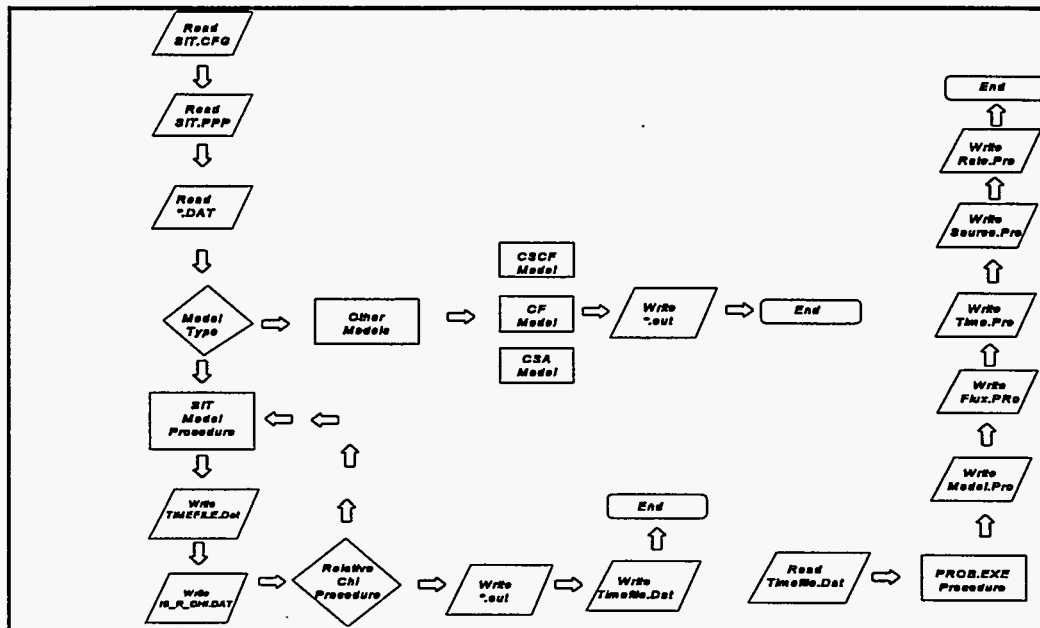 Read
SIT.CFG
Read
SIT.PPP
Read
*.DAT
Model
Type
Other
Models
CSCF
Model
CF
Model
CSA
Model
Write
*.out
End
SIT
Model
Procedure
Write
TIMEFILE.Dat
Write
IS_R_CHI.DAT
Relative
Chi
Procedure
Write
*.out
Write
Timefile.Dat
End
Read
Timefile.Dat
PROB.EXE
Procedure
Write
Model.Pro
Write
Flux.PRo
Write
Time.Pro
Write
Source.Pro
Write
Rate.Pro
End